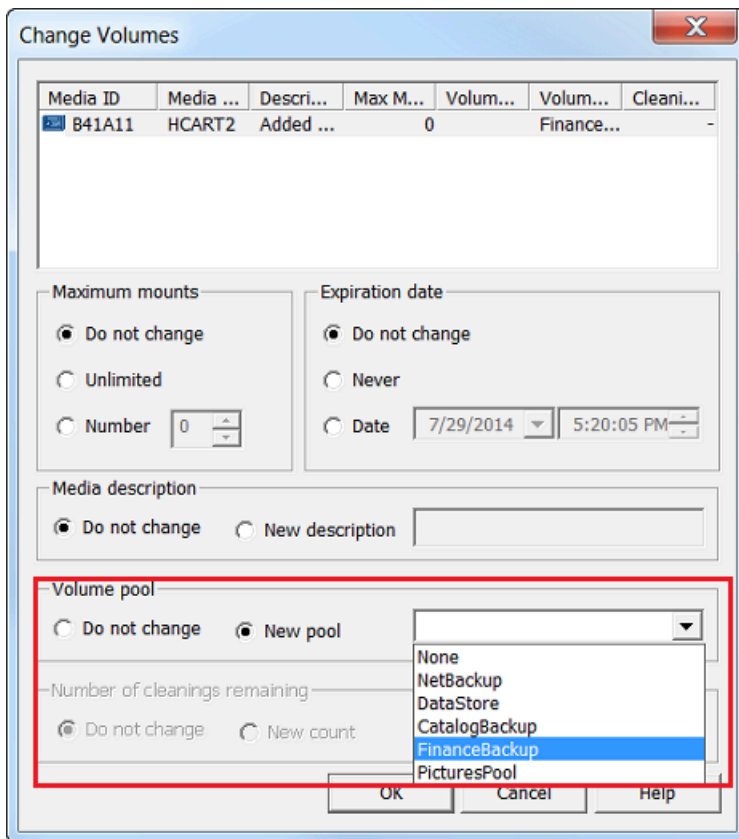 Change Volumes
Media ID Media ... Descri... Max M... Volum... Volum... Cleani...
B41A11 HCART2 Added ... 0 Finance... -
Maximum mounts
Do not change
Unlimited
Number 0
Expiration date
Do not change
Never
Date 7/29/2014 5:20:05 PM
Media description
Do not change New description
Volume pool
Do not change New pool
None
NetBackup
DataStore
CatalogBackup
FinanceBackup
PicturesPool
Number of cleanings remaining
Do not change New count
OK Cancel Help